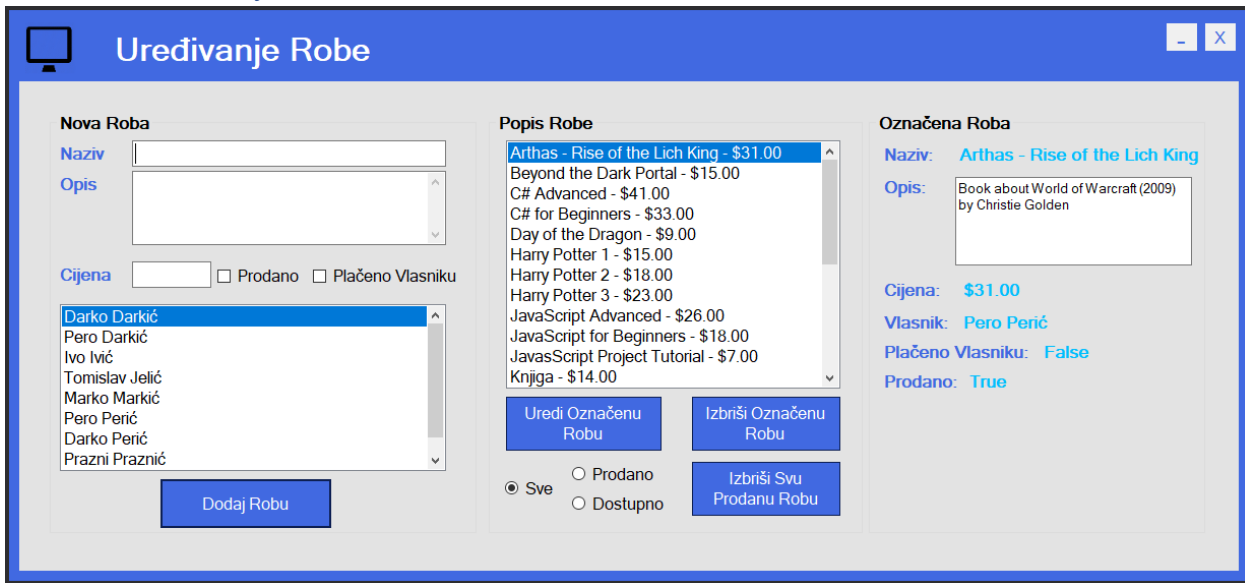 Uređivanje Robe
_ X
Nova Roba
Naziv
Opis
Cijena
Prodano
Plačeno Vlasniku
Darko Darkić
Pero Darkić
Ivo Ivić
Tomislav Jelić
Marko Markić
Pero Perić
Darko Perić
Prazni Praznić
Dodaj Robu
Popis Robe
Arthas - Rise of the Lich King - $31.00
Beyond the Dark Portal - $15.00
C# Advanced - $41.00
C# for Beginners - $33.00
Day of the Dragon - $9.00
Harry Potter 1 - $15.00
Harry Potter 2 - $18.00
Harry Potter 3 - $23.00
JavaScript Advanced - $26.00
JavaScript for Beginners - $18.00
JavasScript Project Tutorial - $7.00
Knjiga - $14.00
Uredi Označenu
Robu
Izbriši Označenu
Robu
Sve
Prodano
Dostupno
Izbriši Svu
Prodanu Robu
Označena Roba
Naziv: Arthas - Rise of the Lich King
Opis:
Book about World of Warcraft (2009)
by Christie Golden
Cijena: $31.00
Vlasnik: Pero Perić
Plačeno Vlasniku: False
Prodano: True